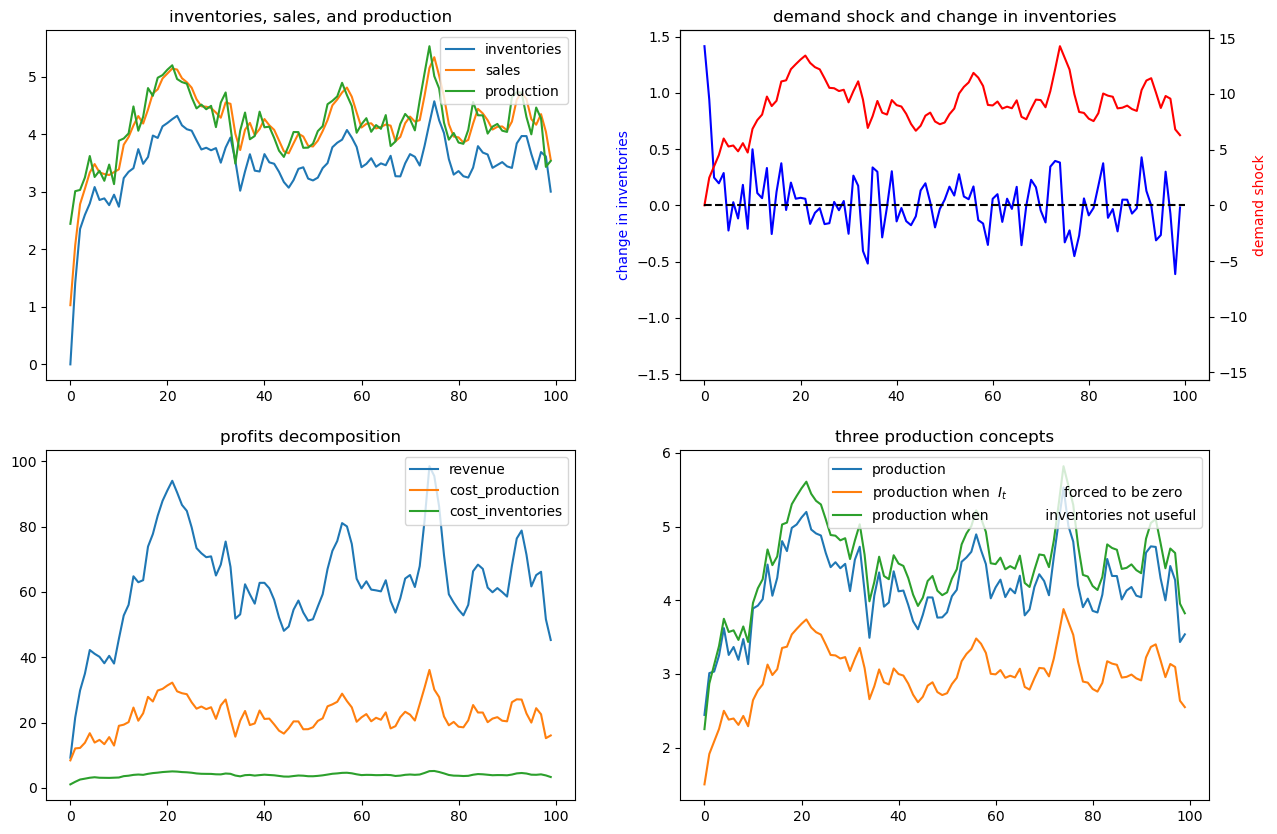 inventories, sales, and production
inventories
sales
production
5
4
3
2
1
0
0 20 40 60 80 100
demand shock and change in inventories
change in inventories
1.5
1.0
0.5
0.0
−0.5
−1.0
−1.5
15
10
5
0
−5
−10
−15
demand shock
0 20 40 60 80 100
profits decomposition
revenue
cost_production
cost_inventories
100
80
60
40
20
0
0 20 40 60 80 100
three production concepts
production
production when I_t forced to be zero
production when inventories not useful
6
5
4
3
2
0 20 40 60 80 100